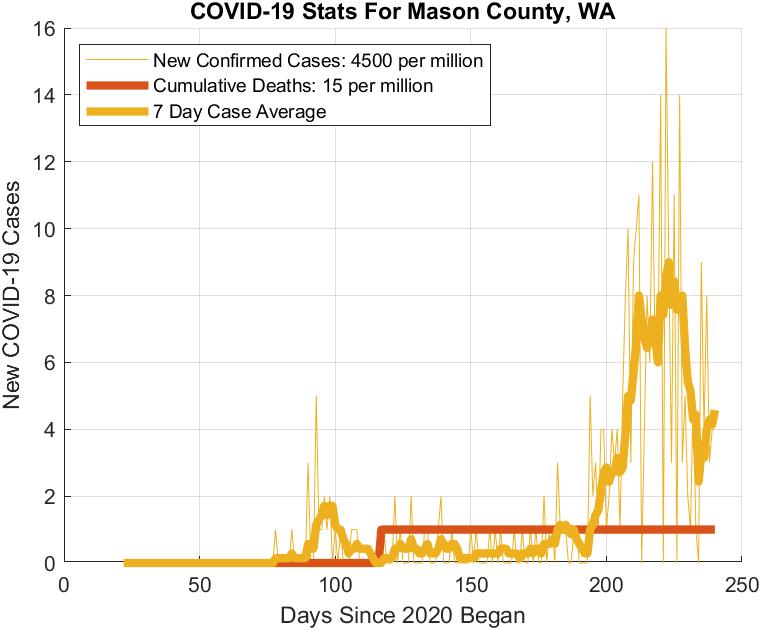 COVID-19 Stats For Mason County, WA
New Confirmed Cases: 4500 per million
Cumulative Deaths: 15 per million
7 Day Case Average
New COVID-19 Cases
16
14
12
10
8
6
4
2
0
0 50 100 150 200 250
Days Since 2020 Began